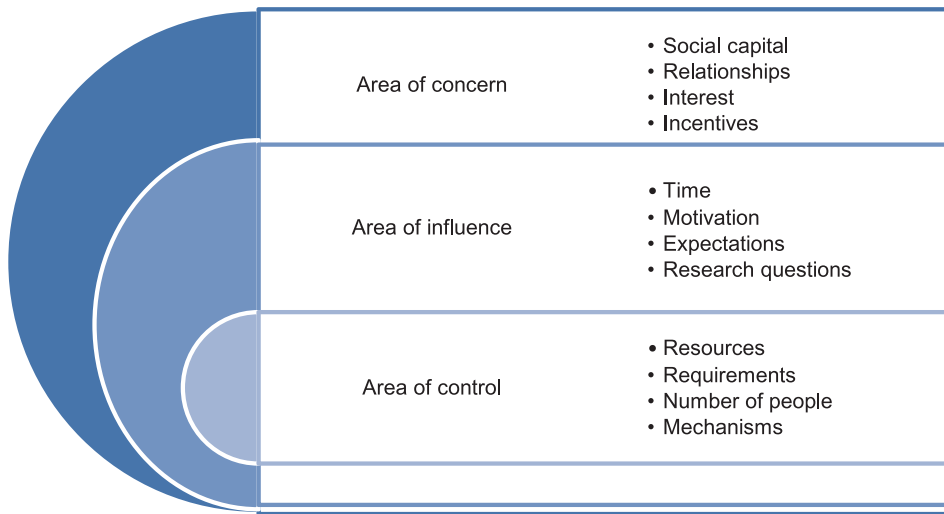 Area of concern
• Social capital
• Relationships
• Interest
• Incentives
Area of influence
• Time
• Motivation
• Expectations
• Research questions
Area of control
• Resources
• Requirements
• Number of people
• Mechanisms